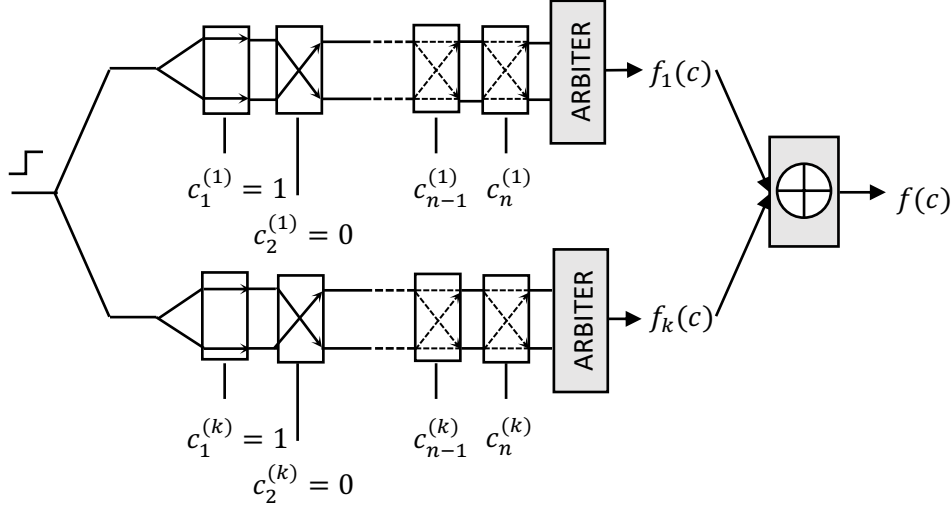 ARBITER
f_1(c)
c_1^{(1)} = 1
c_{n-1}^{(1)}
c_n^{(1)}
c_2^{(1)} = 0
f(c)
ARBITER
f_k(c)
c_1^{(k)} = 1
c_{n-1}^{(k)}
c_n^{(k)}
c_2^{(k)} = 0